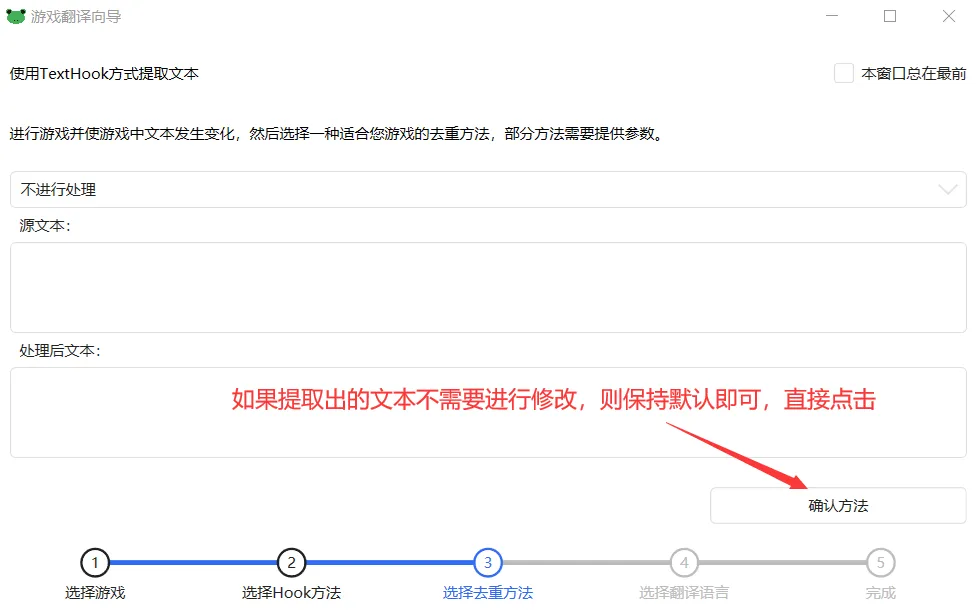 游戏翻译向导
使用TextHook方式提取文本
本窗口总在最前
进行游戏并使游戏中文本发生变化，然后选择一种适合您游戏的去重方法，部分方法需要提供参数。
不进行处理
源文本：
处理后文本：
如果提取出的文本不需要进行修改，则保持默认即可，直接点击
确认方法
1 2 3 4 5
选择游戏 选择Hook方法 选择去重方法 选择翻译语言 完成